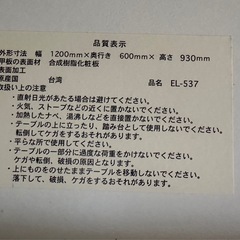 品質表示
外形寸法 幅 1200mm×奥行き 600mm×高さ 930mm
甲板の表面材 合成樹脂化粧板
表面加工
原産国 台湾 品名 EL-537
取扱い上の注意
・直射日光があたる場合は避けてください。
・火気、ストーブなどの近くに置かないでください。
・加熱したナベ、湯沸しなどを直接置かないでください。
・テーブルの上に立ったり、踏み台として使用しないでください。
転倒してケガをするおそれがあります。
・平らな所で使用してください。
・テーブルの一部分に過度な荷重をかけないでください。
ケガや転倒、破損の原因となります。
・上にものをのせたままテーブルを移動しないでください。
落下して、破損、ケガをするおそれがあります。